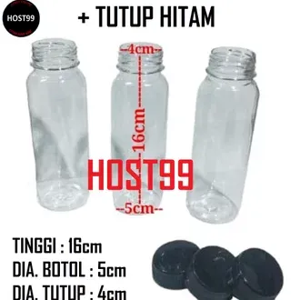 HOST99
+ TUTUP HITAM
4cm
16cm
HOST99
5cm
TINGGI : 16cm
DIA. BOTOL : 5cm
DIA. TUTUP : 4cm